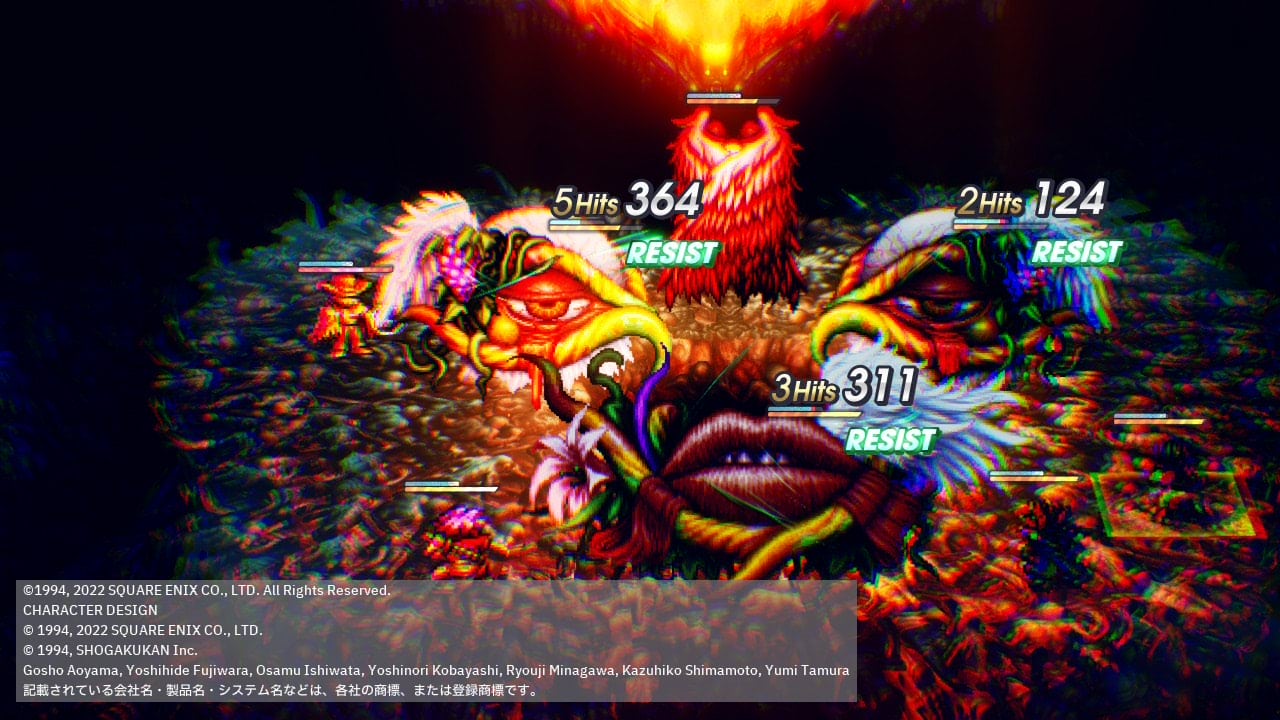 5Hits 364
RESIST
2Hits 124
RESIST
3Hits 311
RESIST
©1994, 2022 SQUARE ENIX CO., LTD. All Rights Reserved.
CHARACTER DESIGN
© 1994, 2022 SQUARE ENIX CO., LTD.
© 1994, SHOGAKUKAN Inc.
Gosho Aoyama, Yoshihide Fujiwara, Osamu Ishiwata, Yoshinori Kobayashi, Ryouji Minagawa, Kazuhiko Shimamoto, Yumi Tamura
記載されている会社名・製品名・システム名などは、各社の商標、または登録商標です。